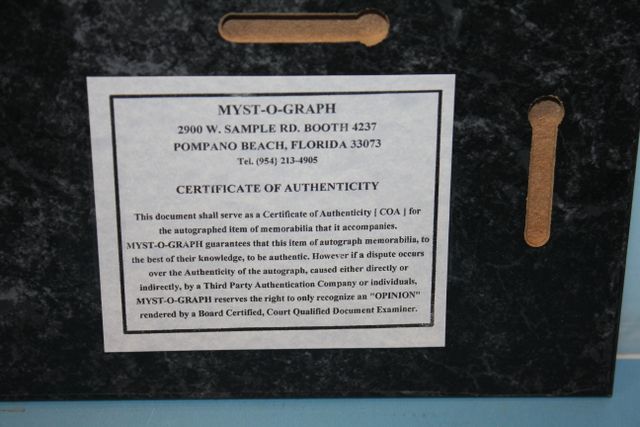 MYST-O-GRAPH
2900 W. SAMPLE RD. BOOTH 4237
POMPANO BEACH, FLORIDA 33073
Tel. (954) 213-4905
CERTIFICATE OF AUTHENTICITY
This document shall serve as a Certificate of Authenticity [ COA ] for
the autographed item of memorabilia that it accompanies.
MYST-O-GRAPH guarantees that this item of autograph memorabilia, to
the best of their knowledge, to be authentic. However if a dispute occurs
over the Authenticity of the autograph, caused either directly or
indirectly, by a Third Party Authentication Company or individuals,
MYST-O-GRAPH reserves the right to only recognize an "OPINION"
rendered by a Board Certified, Court Qualified Document Examiner.